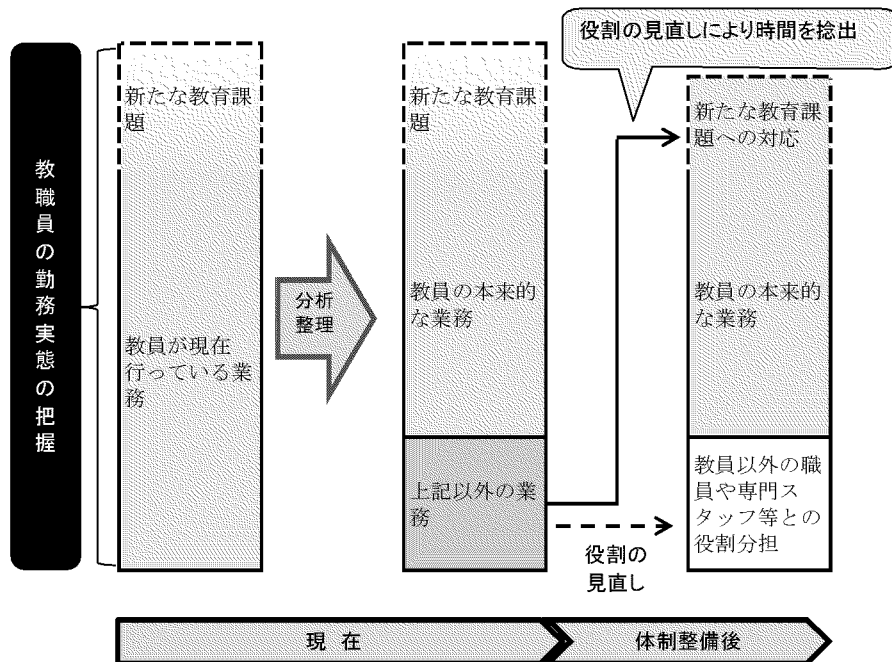 役割の見直しにより時間を捻出
教職員の勤務実態の把握
新たな教育課
題
教員が現在
行っている業
務
分析
整理
新たな教育課
題
教員の本来的
な業務
上記以外の業
務
役割の
見直し
新たな教育課
題への対応
教員の本来的
な業務
教員以外の職
員や専門ス
タッフ等との
役割分担
現 在
体制整備後